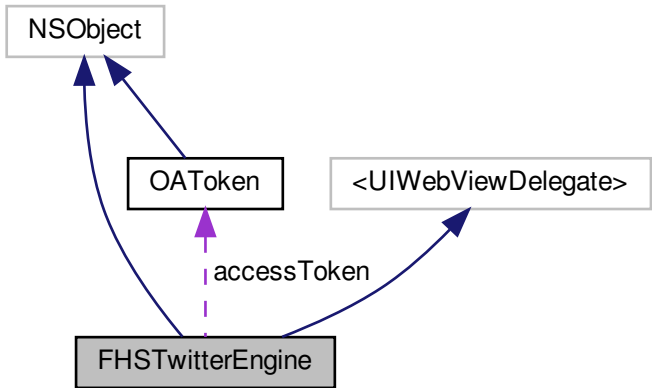 NSObject
OAToken
<UIWebViewDelegate>
accessToken
FHSTwitterEngine